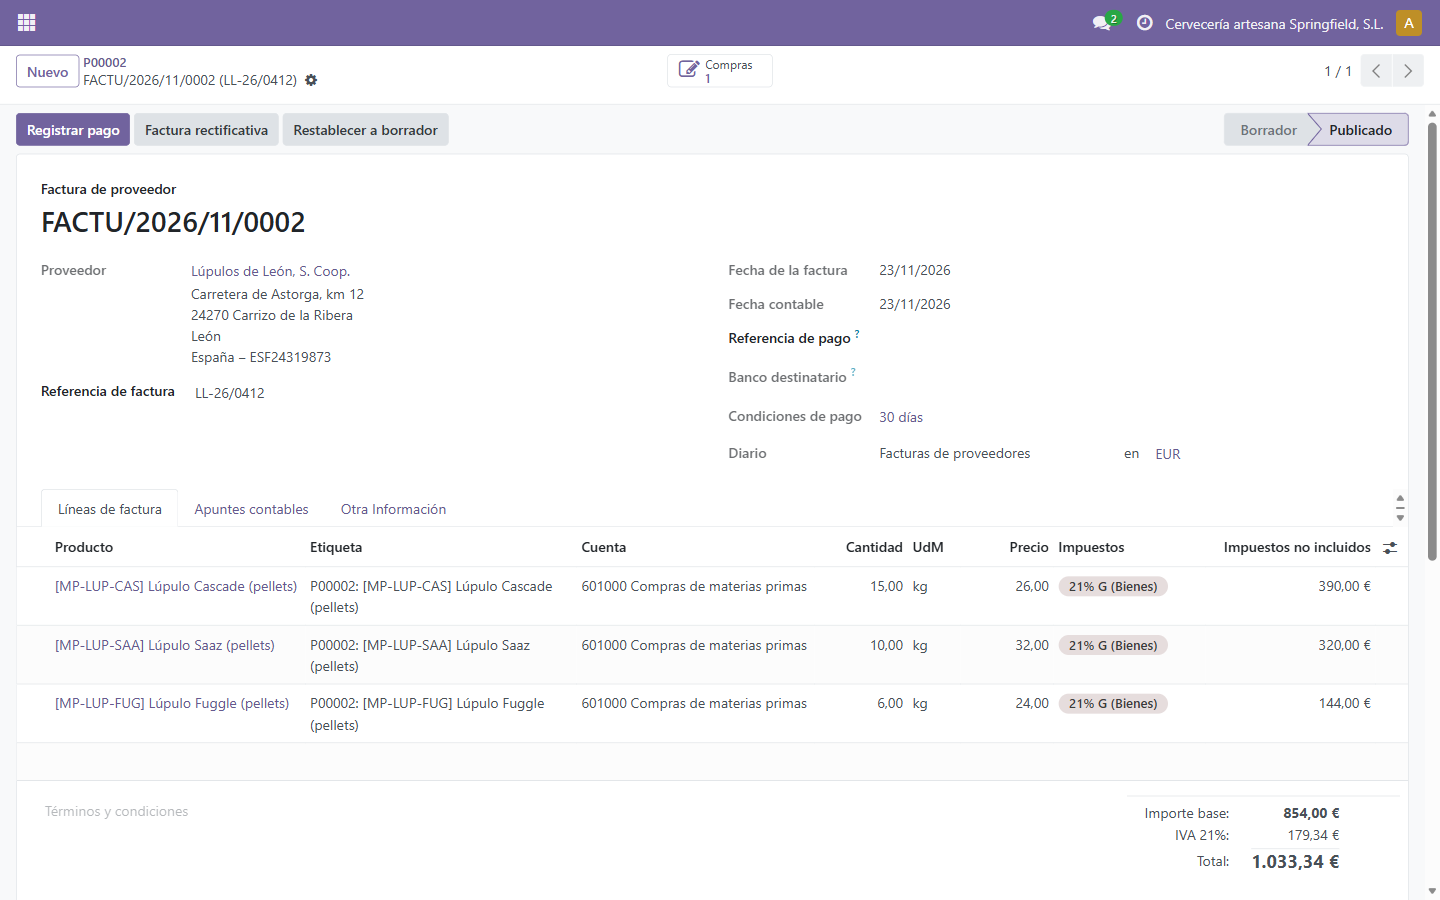 2
Cervecería artesana Springfield, S.L.
A
Nuevo
P00002
FACTU/2026/11/0002 (LL-26/0412)
Compras
1
1 / 1
Registrar pago
Factura rectificativa
Restablecer a borrador
Borrador
Publicado
Factura de proveedor
FACTU/2026/11/0002
Proveedor
Lúpulos de León, S. Coop.
Carretera de Astorga, km 12
24270 Carrizo de la Ribera
León
España – ESF24319873
Referencia de factura LL-26/0412
Fecha de la factura 23/11/2026
Fecha contable 23/11/2026
Referencia de pago ?
Banco destinatario ?
Condiciones de pago 30 días
Diario Facturas de proveedores en EUR
Líneas de factura Apuntes contables Otra Información
Producto Etiqueta Cuenta Cantidad UdM Precio Impuestos Impuestos no incluidos
[MP-LUP-CAS] Lúpulo Cascade (pellets) P00002: [MP-LUP-CAS] Lúpulo Cascade 601000 Compras de materias primas 15,00 kg 26,00 21% G (Bienes) 390,00 €
(pellets)
[MP-LUP-SAA] Lúpulo Saaz (pellets) P00002: [MP-LUP-SAA] Lúpulo Saaz 601000 Compras de materias primas 10,00 kg 32,00 21% G (Bienes) 320,00 €
(pellets)
[MP-LUP-FUG] Lúpulo Fuggle (pellets) P00002: [MP-LUP-FUG] Lúpulo Fuggle 601000 Compras de materias primas 6,00 kg 24,00 21% G (Bienes) 144,00 €
(pellets)
Términos y condiciones
Importe base: 854,00 €
IVA 21%: 179,34 €
Total: 1.033,34 €